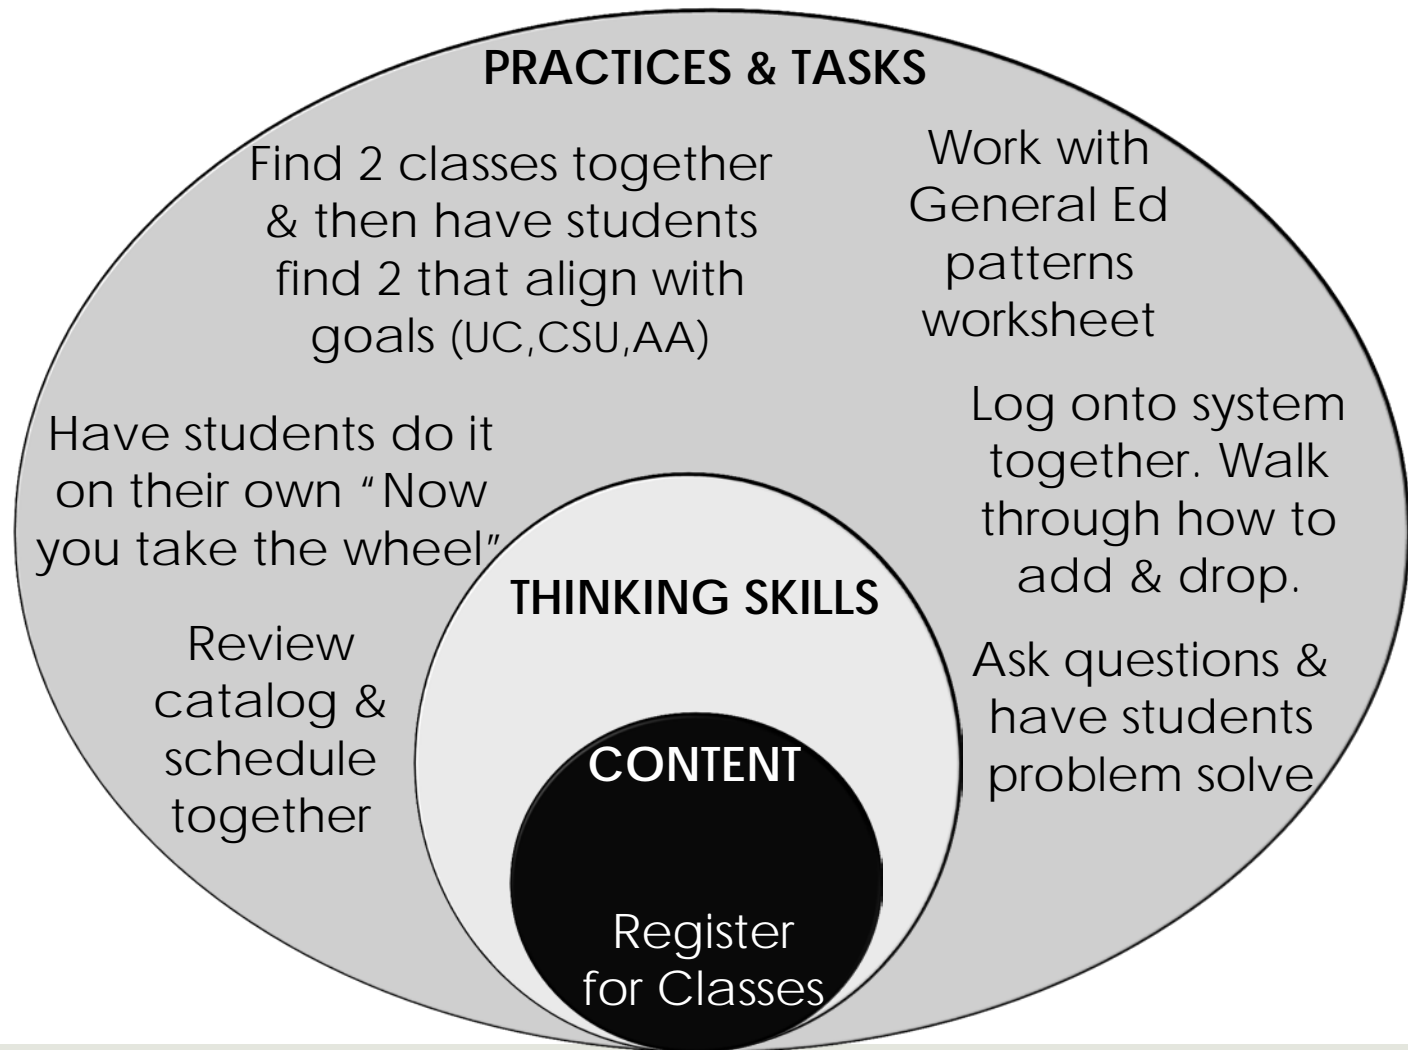 PRACTICES & TASKS
Find 2 classes together
& then have students
find 2 that align with
goals (UC,CSU,AA)
Work with
General Ed
patterns
worksheet
Have students do it
on their own “Now
you take the wheel”
Log onto system
together. Walk
through how to
add & drop.
THINKING SKILLS
Review
catalog &
schedule
together
Ask questions &
have students
problem solve
CONTENT
Register
for Classes